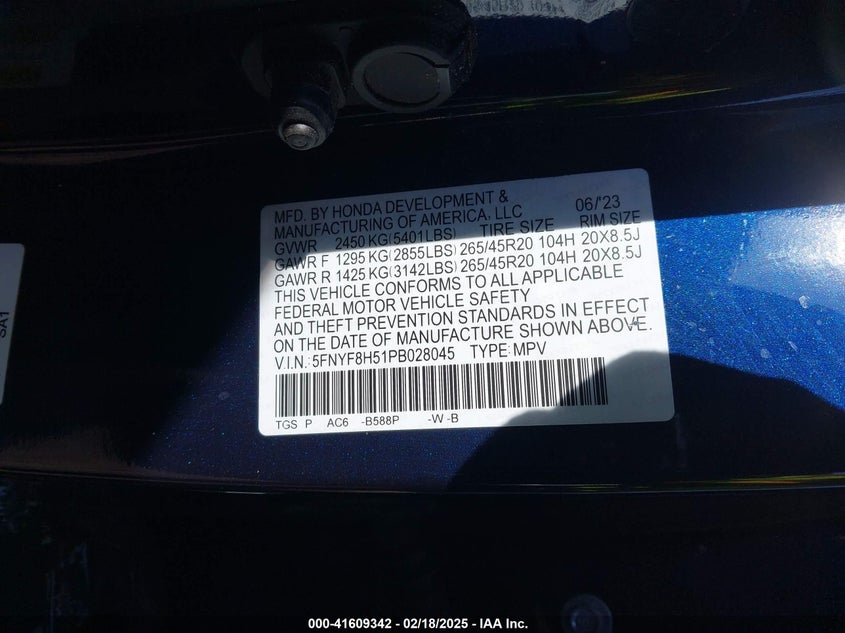 MFD. BY HONDA DEVELOPMENT & 06/'23
MANUFACTURING OF AMERICA, LLC
GVWR 2450 KG(5401LBS) TIRE SIZE RIM SIZE
GAWR F 1295 KG(2855LBS) 265/45R20 104H 20X8.5J
GAWR R 1425 KG(3142LBS) 265/45R20 104H 20X8.5J
THIS VEHICLE CONFORMS TO ALL APPLICABLE
FEDERAL MOTOR VEHICLE SAFETY
AND THEFT PREVENTION STANDARDS IN EFFECT
ON THE DATE OF MANUFACTURE SHOWN ABOVE.
V.I.N.: 5FNYF8H51PB028045 TYPE: MPV
TGS P AC6 -B588P -W -B
SA1
000-41609342 - 02/18/2025 - IAA Inc.